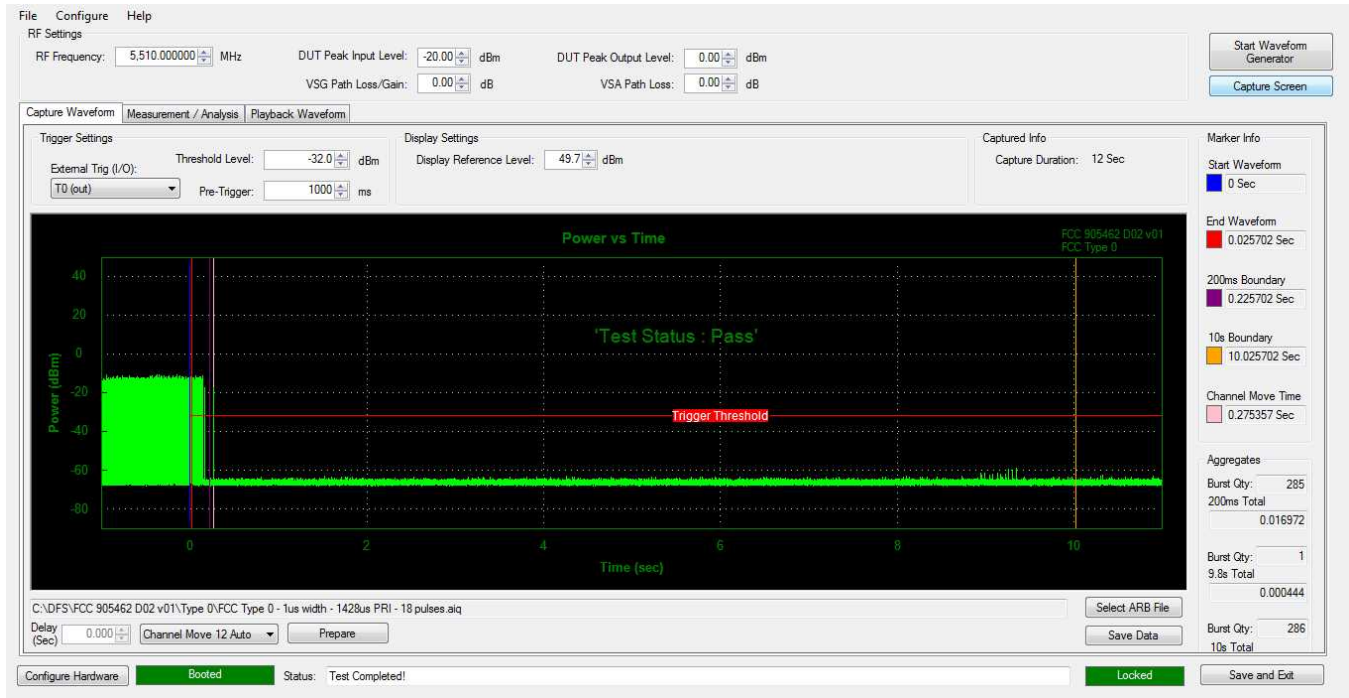 File Configure Help
RF Settings
RF Frequency: 5,510.000000 MHz DUT Peak Input Level: -20.00 dBm DUT Peak Output Level: 0.00 dBm
VSG Path Loss/Gain: 0.00 dB VSA Path Loss: 0.00 dB
Start Waveform
Generator
Capture Screen
Capture Waveform Measurement / Analysis Playback Waveform
Trigger Settings
External Trig (I/O):
T0 (out)
Threshold Level: -32.0 dBm
Pre-Trigger: 1000 ms
Display Settings
Display Reference Level: 49.7 dBm
Captured Info
Capture Duration: 12 Sec
Marker Info
Start Waveform
0 Sec
End Waveform
0.025702 Sec
200ms Boundary
0.225702 Sec
10s Boundary
10.025702 Sec
Channel Move Time
0.275357 Sec
Aggregates
Burst Qty: 285
200ms Total
0.016972
Burst Qty: 1
9.8s Total
0.000444
Burst Qty: 286
10s Total
Power vs Time
FCC 905462 D02 v01
FCC Type 0
'Test Status : Pass'
Trigger Threshold
Power (dBm)
40
20
0
-20
-40
-60
-80
0 2 4 6 8 10
Time (sec)
C:\DFS\FCC 905462 D02 v01\Type 0\FCC Type 0 - 1us width - 1428us PRI - 18 pulses.aiq
Select ARB File
Delay
(Sec)
0.000 Channel Move 12 Auto Prepare Save Data
Configure Hardware Booted Status: Test Completed! Locked Save and Exit